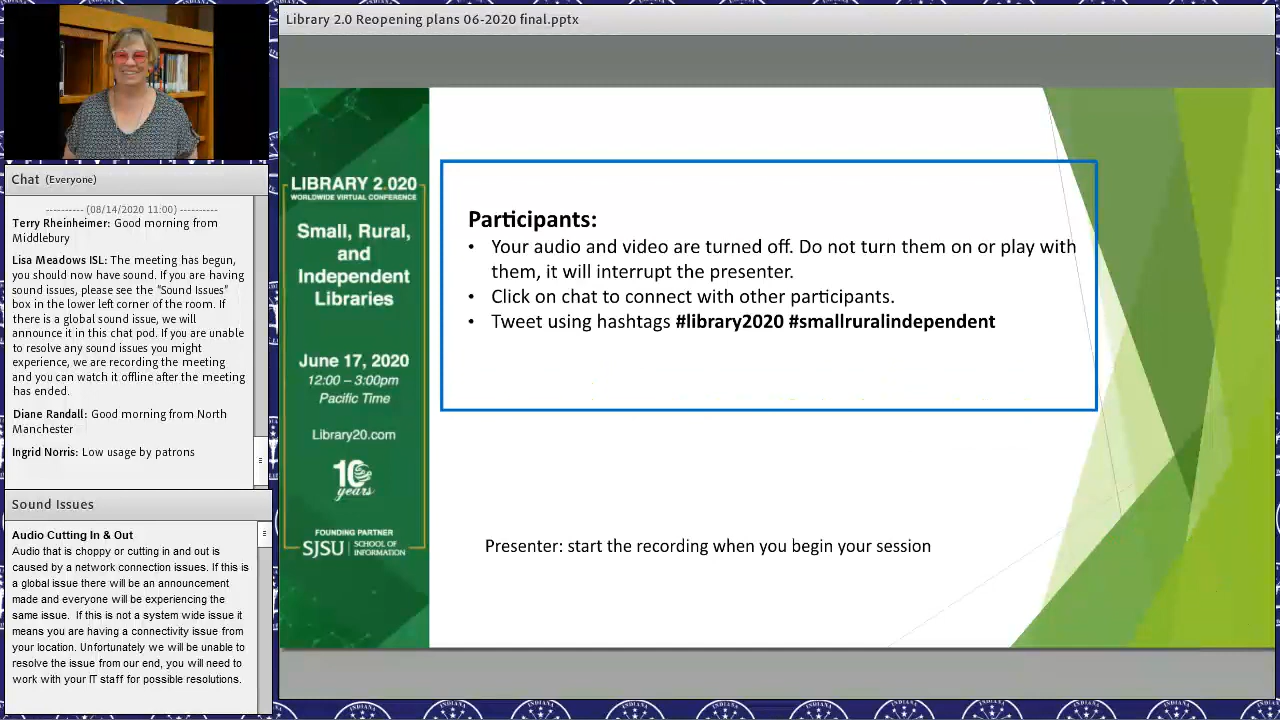 Library 2.0 Reopening plans 06-2020 final.pptx
Chat (Everyone)
---------- (08/14/2020 11:00) ----------
Terry Rheinheimer: Good morning from
Middlebury
Lisa Meadows ISL: The meeting has begun,
you should now have sound. If you are having
sound issues, please see the "Sound Issues"
box in the lower left corner of the room. If
there is a global sound issue, we will
announce it in this chat pod. If you are unable
to resolve any sound issues you might
experience, we are recording the meeting
and you can watch it offline after the meeting
has ended.
Diane Randall: Good morning from North
Manchester
Ingrid Norris: Low usage by patrons
Sound Issues
Audio Cutting In & Out
Audio that is choppy or cutting in and out is
caused by a network connection issues. If this is
a global issue there will be an announcement
made and everyone will be experiencing the
same issue.  If this is not a system wide issue it
means you are having a connectivity issue from
your location. Unfortunately we will be unable to
resolve the issue from our end, you will need to
work with your IT staff for possible resolutions.
LIBRARY 2.020
WORLDWIDE VIRTUAL CONFERENCE
Small, Rural,
and
Independent
Libraries
June 17, 2020
12:00 – 3:00pm
Pacific Time
Library20.com
10
years
FOUNDING PARTNER
SJSU | SCHOOL OF
INFORMATION
Participants:
• Your audio and video are turned off. Do not turn them on or play with
them, it will interrupt the presenter.
• Click on chat to connect with other participants.
• Tweet using hashtags #library2020 #smallruralindependent
Presenter: start the recording when you begin your session
INDIANA